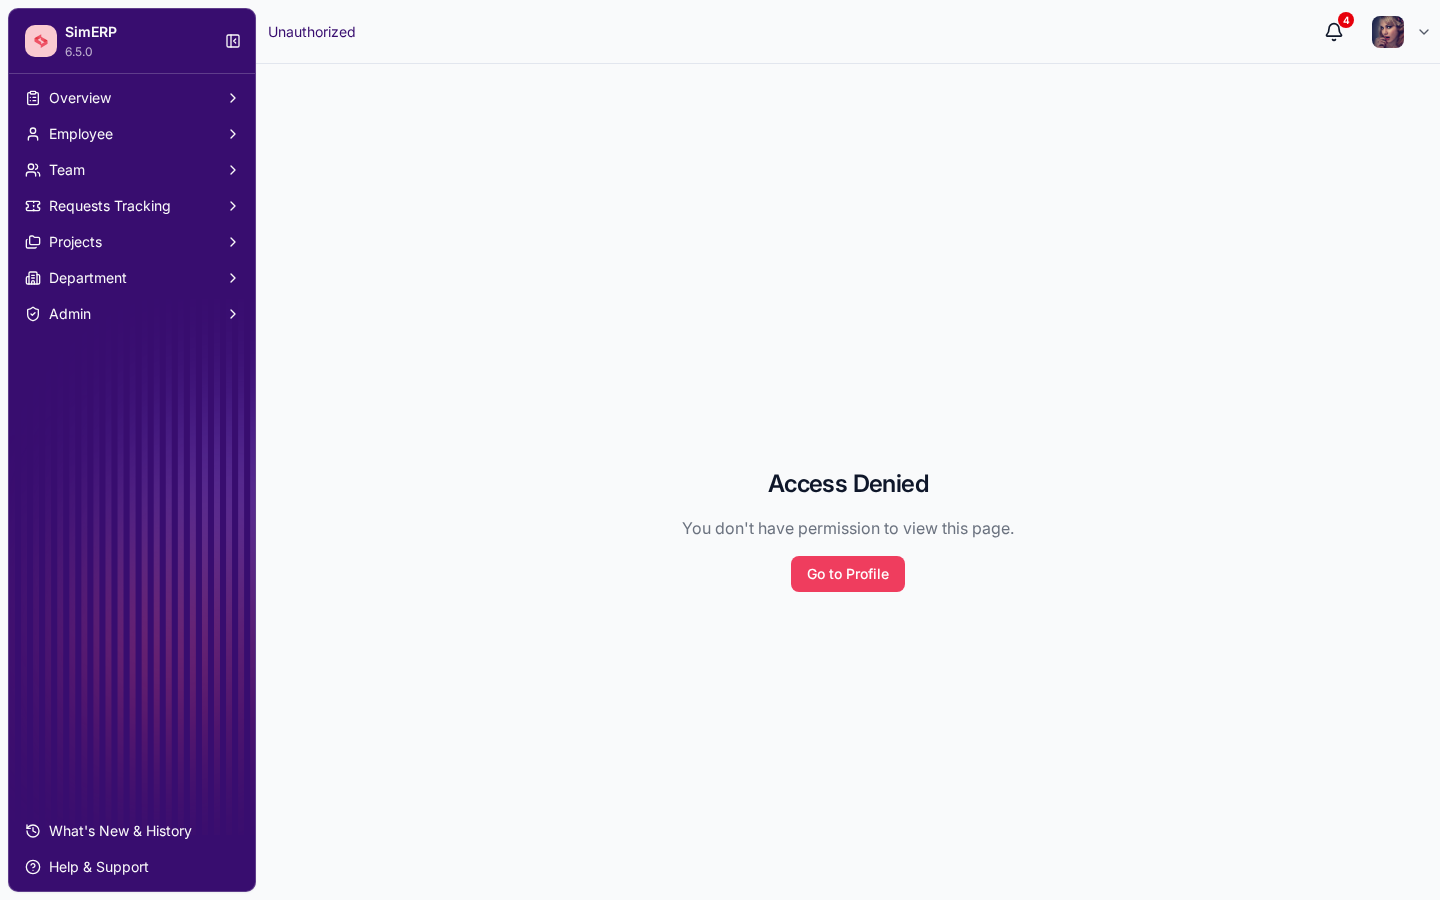 SimERP
6.5.0
Overview
Employee
Team
Requests Tracking
Projects
Department
Admin
What's New & History
Help & Support
Unauthorized
4
Access Denied
You don't have permission to view this page.
Go to Profile